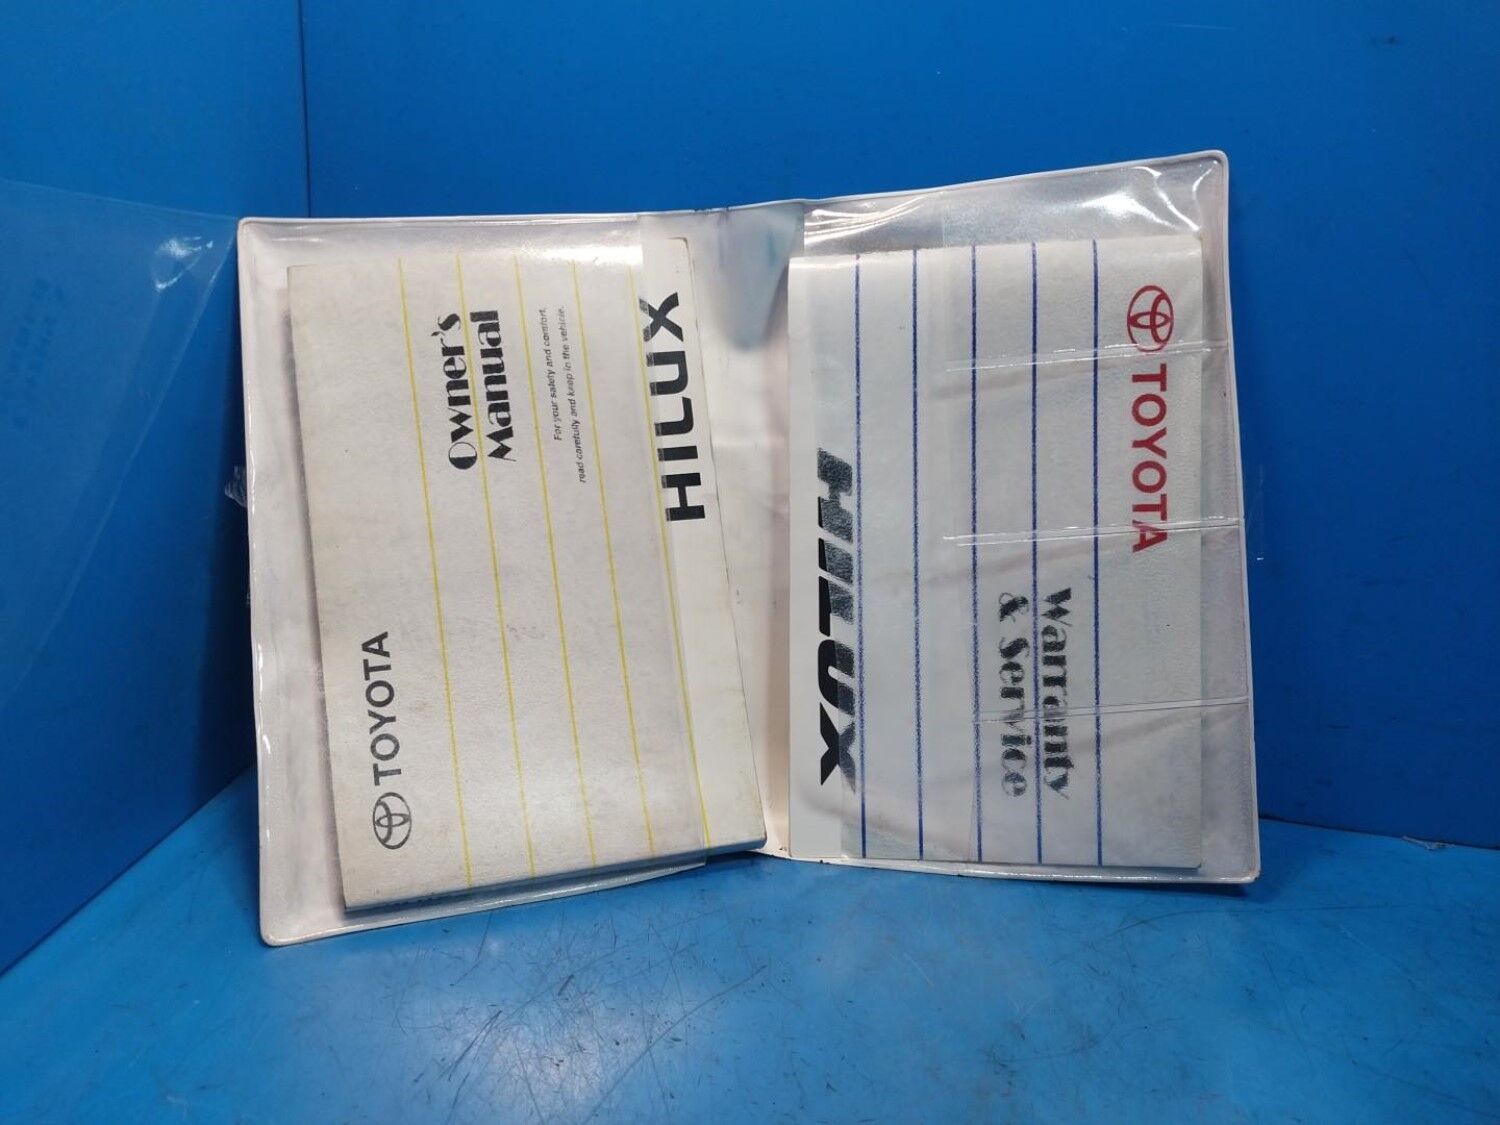 Owner's
Manual
For your safety and comfort,
read carefully and keep in the vehicle.
HILUX
TOYOTA
TOYOTA
Warranty
& Service
HILUX